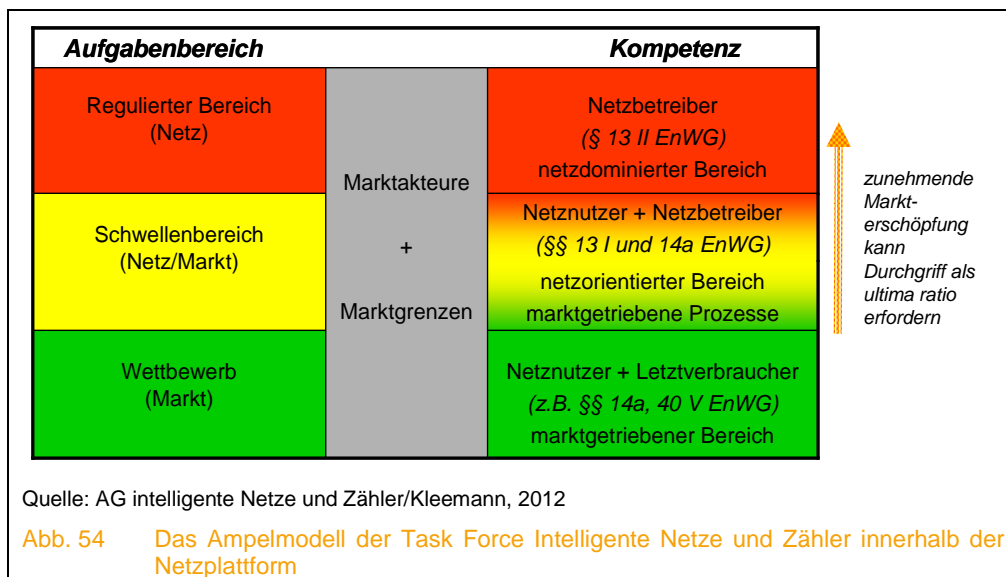 Aufgabenbereich
Kompetenz
Regulierter Bereich
(Netz)
Schwellenbereich
(Netz/Markt)
Wettbewerb
(Markt)
Marktakteure
+
Marktgrenzen
Netzbetreiber
(§ 13 II EnWG)
netzdominierter Bereich
Netznutzer + Netzbetreiber
(§§ 13 I und 14a EnWG)
netzorientierter Bereich
marktgetriebene Prozesse
Netznutzer + Letztverbraucher
(z.B. §§ 14a, 40 V EnWG)
marktgetriebener Bereich
zunehmende
Markt-
erschöpfung
kann
Durchgriff als
ultima ratio
erfordern
Quelle: AG intelligente Netze und Zähler/Kleemann, 2012
Abb. 54 Das Ampelmodell der Task Force Intelligente Netze und Zähler innerhalb der
Netzplattform